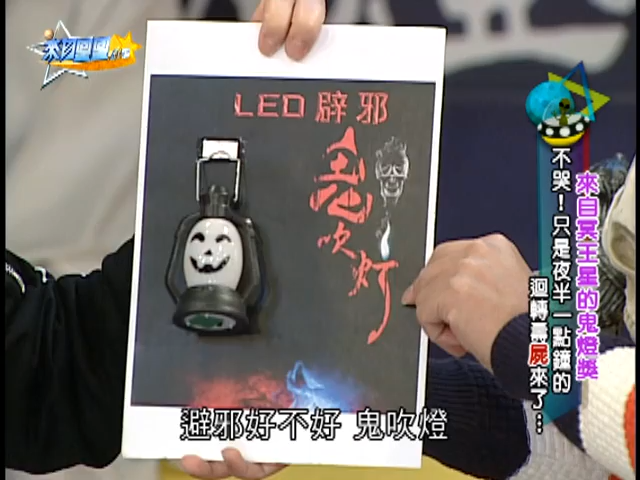 LED辟邪
鬼吹灯
來自冥王星的鬼燈獎
不哭!只是夜半一點鐘的
迴轉壽屍來了…
避邪好不好 鬼吹燈